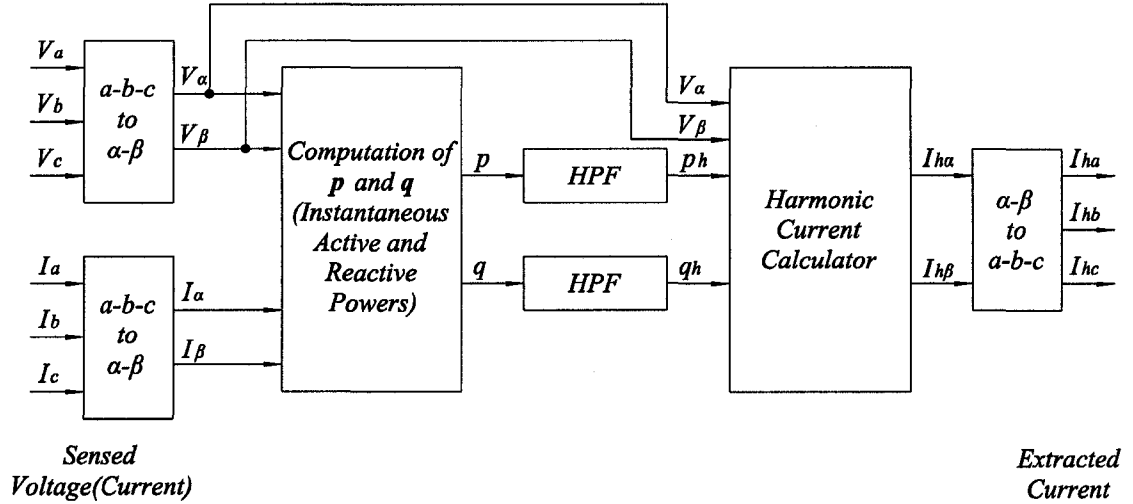 Va
Vb
Vc
a-b-c
to
α-β
Vα
Vβ
Ia
Ib
Ic
a-b-c
to
α-β
Iα
Iβ
Computation of
p and q
(Instantaneous
Active and
Reactive
Powers)
p
q
HPF
HPF
ph
qh
Vα
Vβ
Harmonic
Current
Calculator
Ihα
Ihβ
α-β
to
a-b-c
Iha
Ihb
Ihc
Sensed
Voltage(Current)
Extracted
Current